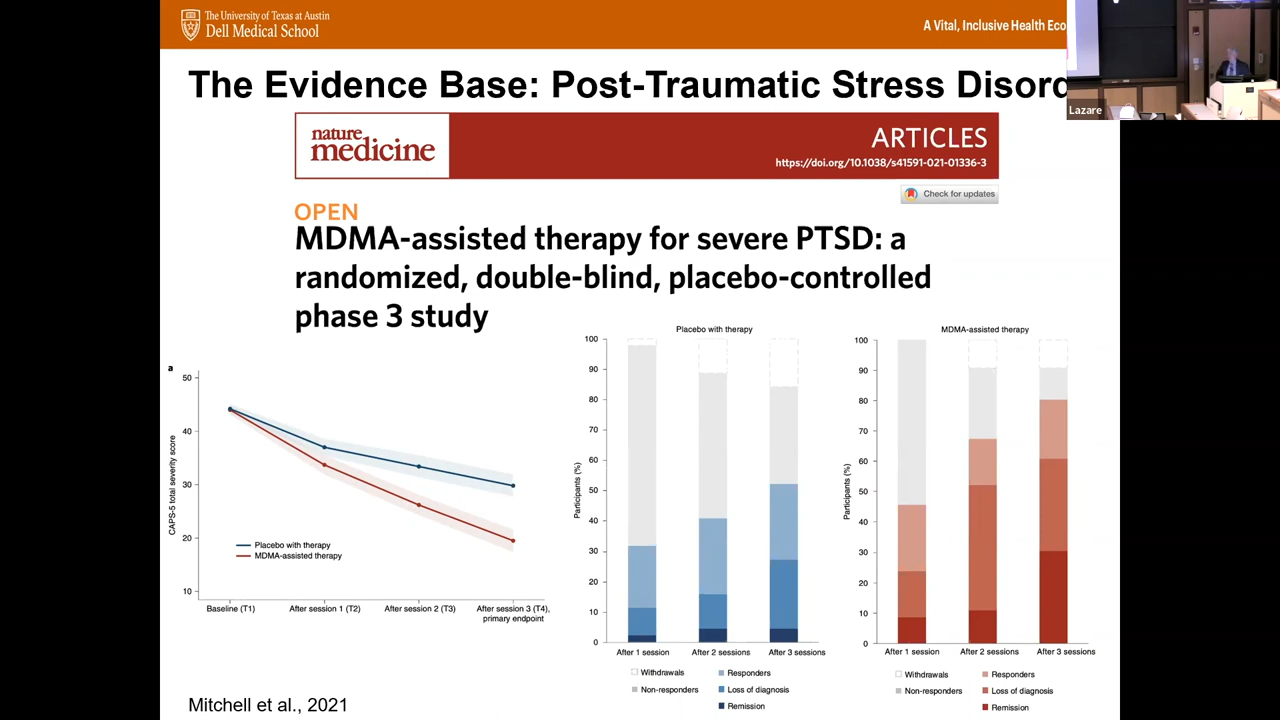 The University of Texas at Austin
Dell Medical School
A Vital, Inclusive Health Eco
The Evidence Base: Post-Traumatic Stress Disord
Lazare
nature
medicine
ARTICLES
https://doi.org/10.1038/s41591-021-01336-3
Check for updates
OPEN
MDMA-assisted therapy for severe PTSD: a
randomized, double-blind, placebo-controlled
phase 3 study
a
50
40
30
20
10
CAPS-5 total severity score
Placebo with therapy
MDMA-assisted therapy
Baseline (T1)
After session 1 (T2)
After session 2 (T3)
After session 3 (T4),
primary endpoint
Placebo with therapy
100
90
80
70
60
50
40
30
20
10
0
Participants (%)
After 1 session
After 2 sessions
After 3 sessions
Withdrawals
Non-responders
Responders
Loss of diagnosis
Remission
MDMA-assisted therapy
100
90
80
70
60
50
40
30
20
10
0
Participants (%)
After 1 session
After 2 sessions
After 3 sessions
Withdrawals
Non-responders
Responders
Loss of diagnosis
Remission
Mitchell et al., 2021